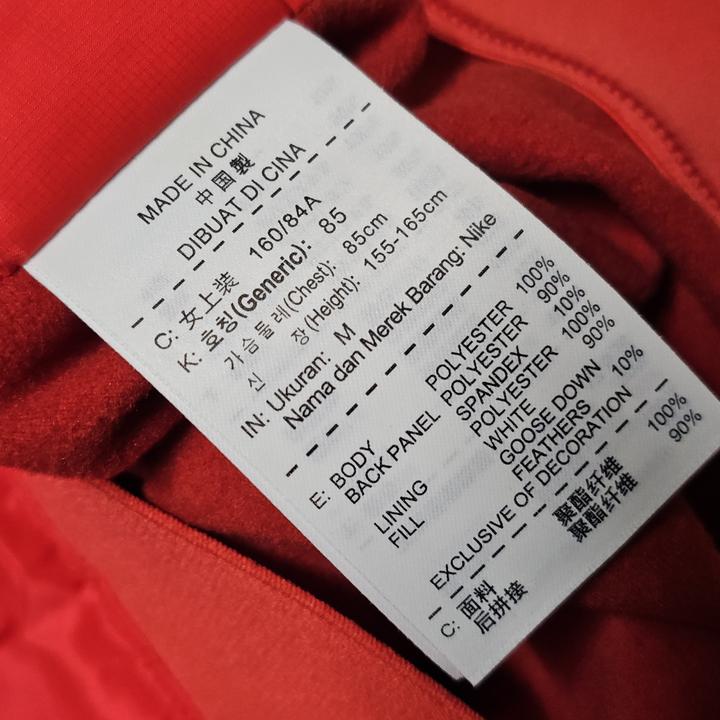 MADE IN CHINA
中國製
DIBUAT DI CINA
C: 女上装 160/84A
K: 호칭(Generic): 85
가슴둘레(Chest): 85cm
신 장(Height): 155-165cm
IN: Ukuran: M
Nama dan Merek Barang: Nike
E: BODY POLYESTER 100%
BACK PANEL POLYESTER 90%
SPANDEX 10%
LINING POLYESTER 100%
FILL WHITE 90%
GOOSE DOWN
FEATHERS 10%
EXCLUSIVE OF DECORATION
C: 面料 聚酯纤维 100%
后拼接 聚酯纤维 90%